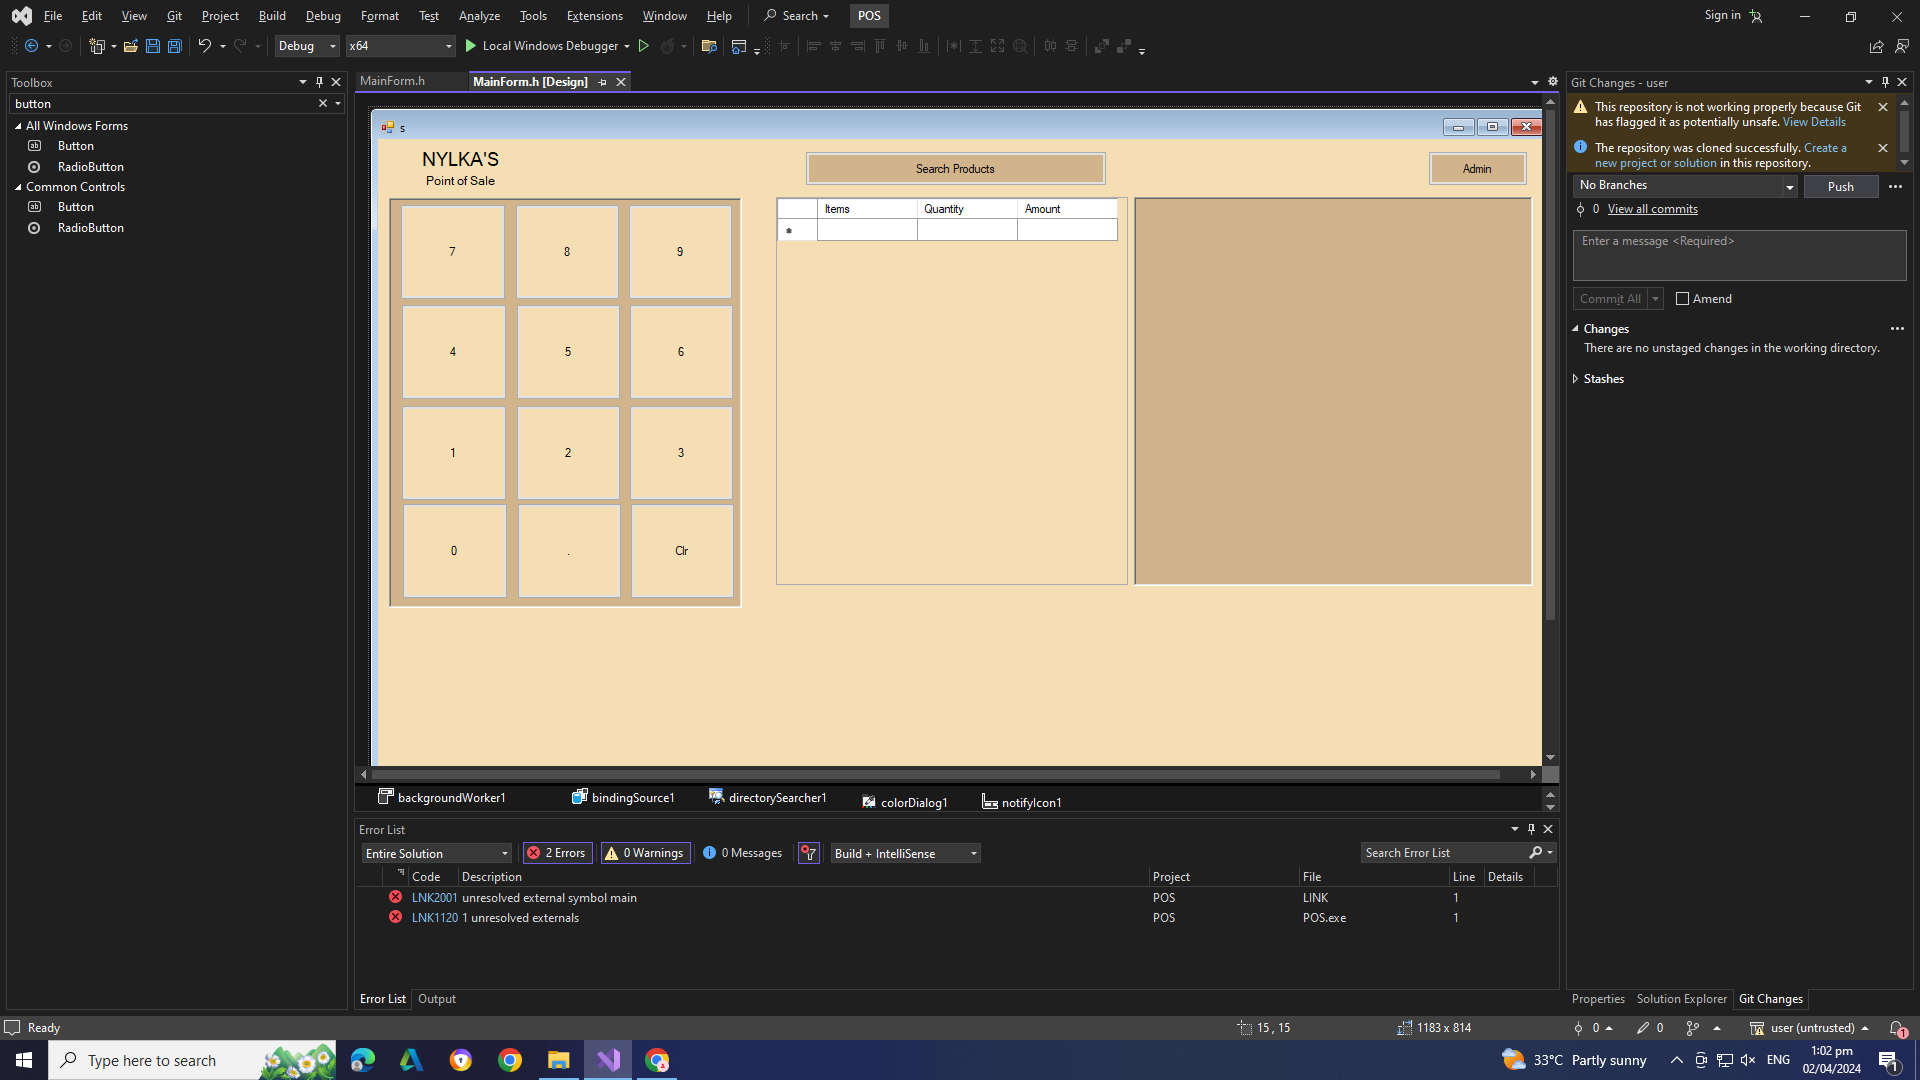 File Edit View Git Project Build Debug Format Test Analyze Tools Extensions Window Help Search POS Sign in
Debug x64 Local Windows Debugger
Toolbox
button
All Windows Forms
Button
RadioButton
Common Controls
Button
RadioButton
MainForm.h MainForm.h [Design]
s
NYLKA'S
Point of Sale
Search Products
Admin
7 8 9
4 5 6
1 2 3
0 . Clr
Items Quantity Amount
backgroundWorker1 bindingSource1 directorySearcher1 colorDialog1 notifyIcon1
Error List
Entire Solution 2 Errors 0 Warnings 0 Messages Build + IntelliSense Search Error List
Code Description Project File Line Details
LNK2001 unresolved external symbol main POS LINK 1
LNK1120 1 unresolved externals POS POS.exe 1
Error List Output
Git Changes - user
This repository is not working properly because Git
has flagged it as potentially unsafe. View Details
The repository was cloned successfully. Create a
new project or solution in this repository.
No Branches Push
0 View all commits
Enter a message <Required>
Commit All Amend
Changes
There are no unstaged changes in the working directory.
Stashes
Properties Solution Explorer Git Changes
Ready 15 , 15 1183 x 814 0 0 user (untrusted) 1
Type here to search 33°C Partly sunny ENG 1:02 pm
02/04/2024 1